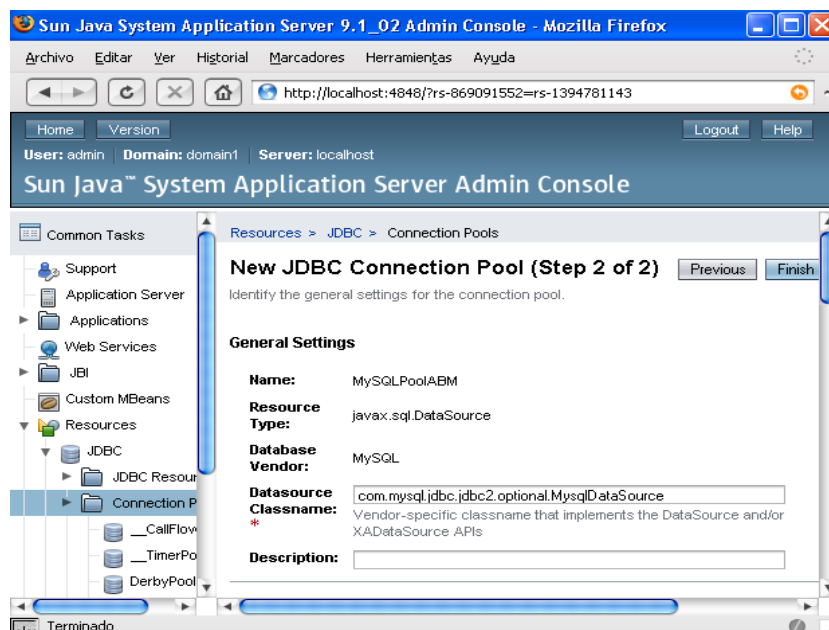 Sun Java System Application Server 9.1_02 Admin Console - Mozilla Firefox
Archivo Editar Ver Historial Marcadores Herramientas Ayuda
http://localhost:4848/?rs-869091552=rs-1394781143
Home Version Logout Help
User: admin Domain: domain1 Server: localhost
Sun Java™ System Application Server Admin Console
Common Tasks
Support
Application Server
Applications
Web Services
JBI
Custom MBeans
Resources
JDBC
JDBC Resour
Connection P
__CallFlow
__TimerPo
DerbyPool
Resources > JDBC > Connection Pools
New JDBC Connection Pool (Step 2 of 2) Previous Finish
Identify the general settings for the connection pool.
General Settings
Name: MySQLPoolABM
Resource Type: javax.sql.DataSource
Database Vendor: MySQL
Datasource Classname: * com.mysql.jdbc.jdbc2.optional.MysqlDataSource
Vendor-specific classname that implements the DataSource and/or
XADataSource APIs
Description:
Terminado